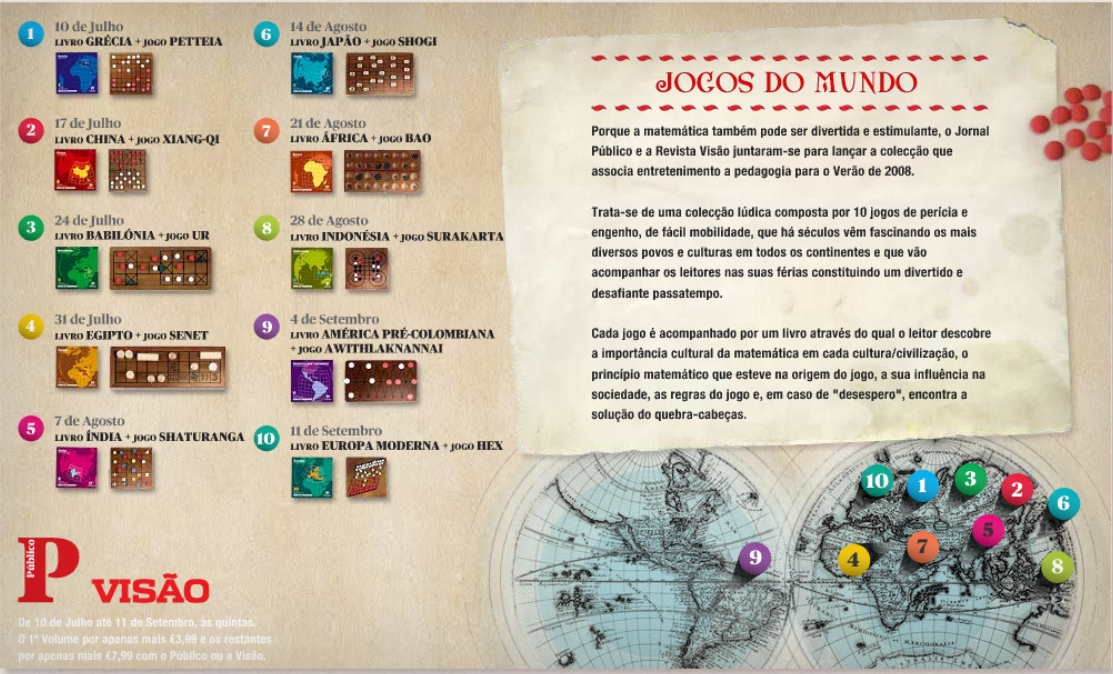 1
10 de Julho
LIVRO GRÉCIA + JOGO PETTEIA
2
17 de Julho
LIVRO CHINA + JOGO XIANG-QI
3
24 de Julho
LIVRO BABILÓNIA + JOGO UR
4
31 de Julho
LIVRO EGIPTO + JOGO SENET
5
7 de Agosto
LIVRO ÍNDIA + JOGO SHATURANGA
6
14 de Agosto
LIVRO JAPÃO + JOGO SHOGI
7
21 de Agosto
LIVRO ÁFRICA + JOGO BAO
8
28 de Agosto
LIVRO INDONÉSIA + JOGO SURAKARTA
9
4 de Setembro
LIVRO AMÉRICA PRÉ-COLOMBIANA
+ JOGO AWITHLAKNANNAI
10
11 de Setembro
LIVRO EUROPA MODERNA + JOGO HEX
Público
P VISÃO
De 10 de Julho até 11 de Setembro, às quintas.
O 1º Volume por apenas mais €3,99 e os restantes
por apenas mais €7,99 com o Público ou a Visão.
JOGOS DO MUNDO
Porque a matemática também pode ser divertida e estimulante, o Jornal
Público e a Revista Visão juntaram-se para lançar a colecção que
associa entretenimento a pedagogia para o Verão de 2008.
Trata-se de uma colecção lúdica composta por 10 jogos de perícia e
engenho, de fácil mobilidade, que há séculos vêm fascinando os mais
diversos povos e culturas em todos os continentes e que vão
acompanhar os leitores nas suas férias constituindo um divertido e
desafiante passatempo.
Cada jogo é acompanhado por um livro através do qual o leitor descobre
a importância cultural da matemática em cada cultura/civilização, o
princípio matemático que esteve na origem do jogo, a sua influência na
sociedade, as regras do jogo e, em caso de "desespero", encontra a
solução do quebra-cabeças.
10
1
3
2
6
5
7
4
9
8